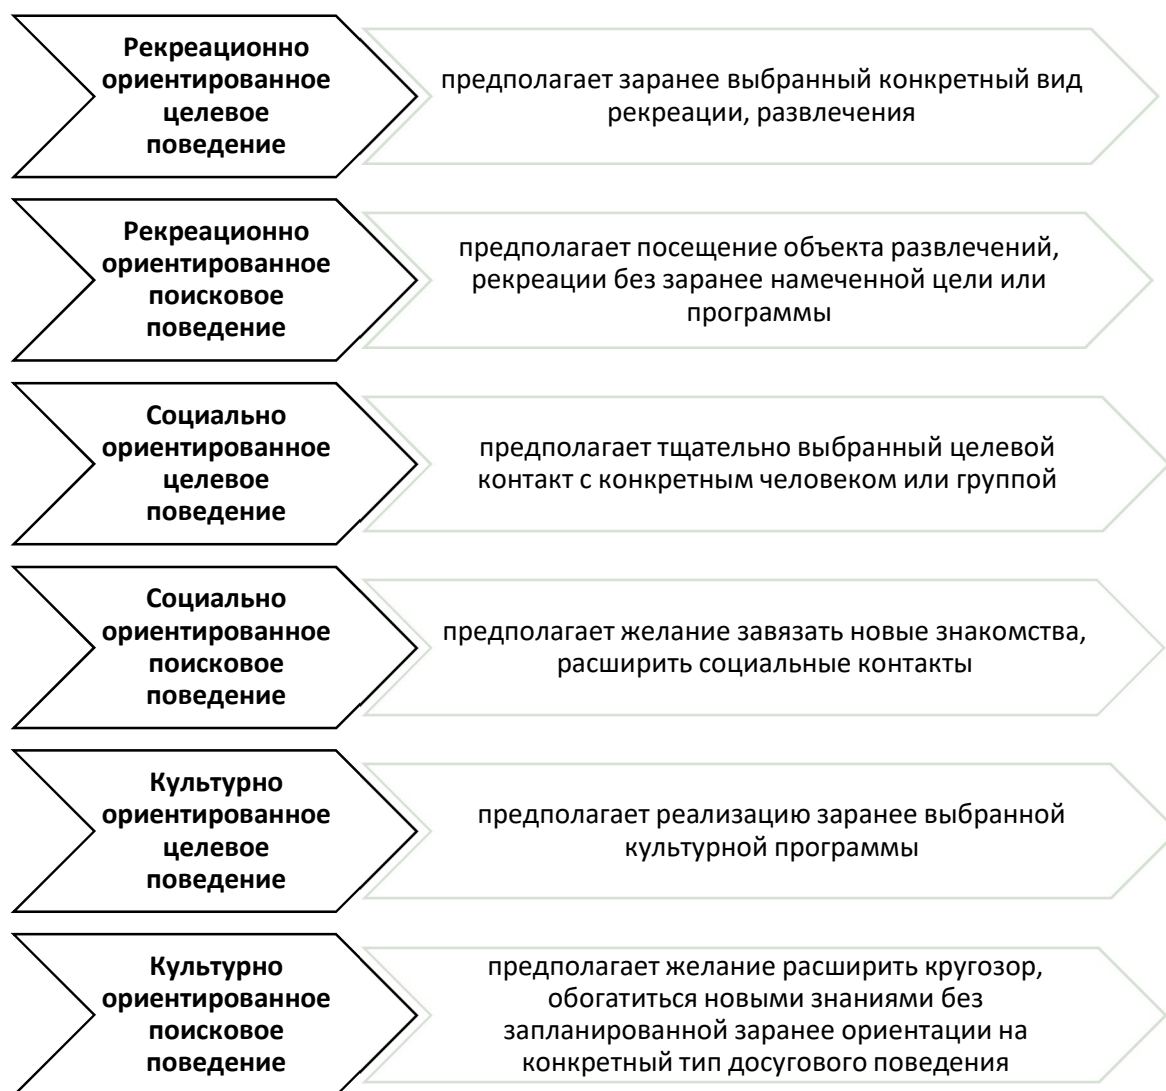 Рекреационно
ориентированное
целевое
поведение
предполагает заранее выбранный конкретный вид
рекреации, развлечения
Рекреационно
ориентированное
поисковое
поведение
предполагает посещение объекта развлечений,
рекреации без заранее намеченной цели или
программы
Социально
ориентированное
целевое
поведение
предполагает тщательно выбранный целевой
контакт с конкретным человеком или группой
Социально
ориентированное
поисковое
поведение
предполагает желание завязать новые знакомства,
расширить социальные контакты
Культурно
ориентированное
целевое
поведение
предполагает реализацию заранее выбранной
культурной программы
Культурно
ориентированное
поисковое
поведение
предполагает желание расширить кругозор,
обогатиться новыми знаниями без
запланированной заранее ориентации на
конкретный тип досугового поведения